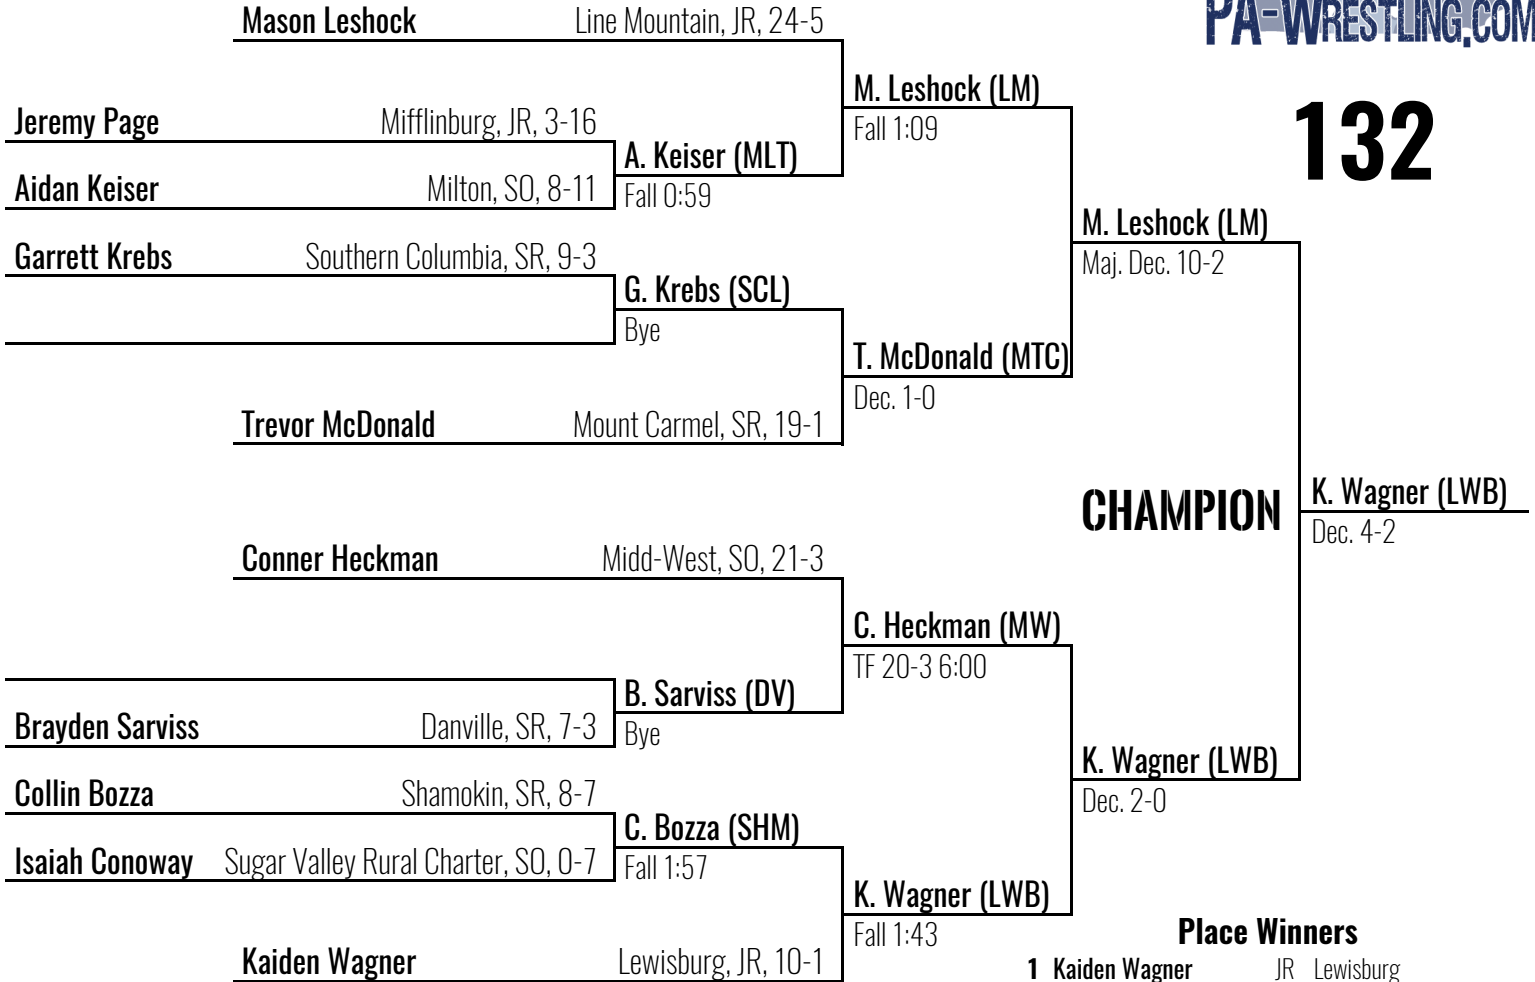 PA-WRESTLING.COM
132
Mason Leshock Line Mountain, JR, 24-5
M. Leshock (LM)
Fall 1:09
Jeremy Page Mifflinburg, JR, 3-16
A. Keiser (MLT)
Fall 0:59
Aidan Keiser Milton, SO, 8-11
M. Leshock (LM)
Maj. Dec. 10-2
Garrett Krebs Southern Columbia, SR, 9-3
G. Krebs (SCL)
Bye
T. McDonald (MTC)
Dec. 1-0
Trevor McDonald Mount Carmel, SR, 19-1
CHAMPION
K. Wagner (LWB)
Dec. 4-2
Conner Heckman Midd-West, SO, 21-3
C. Heckman (MW)
TF 20-3 6:00
B. Sarviss (DV)
Bye
Brayden Sarviss Danville, SR, 7-3
K. Wagner (LWB)
Dec. 2-0
Collin Bozza Shamokin, SR, 8-7
C. Bozza (SHM)
Fall 1:57
Isaiah Conoway Sugar Valley Rural Charter, SO, 0-7
K. Wagner (LWB)
Fall 1:43
Kaiden Wagner Lewisburg, JR, 10-1
Place Winners
1 Kaiden Wagner JR Lewisburg